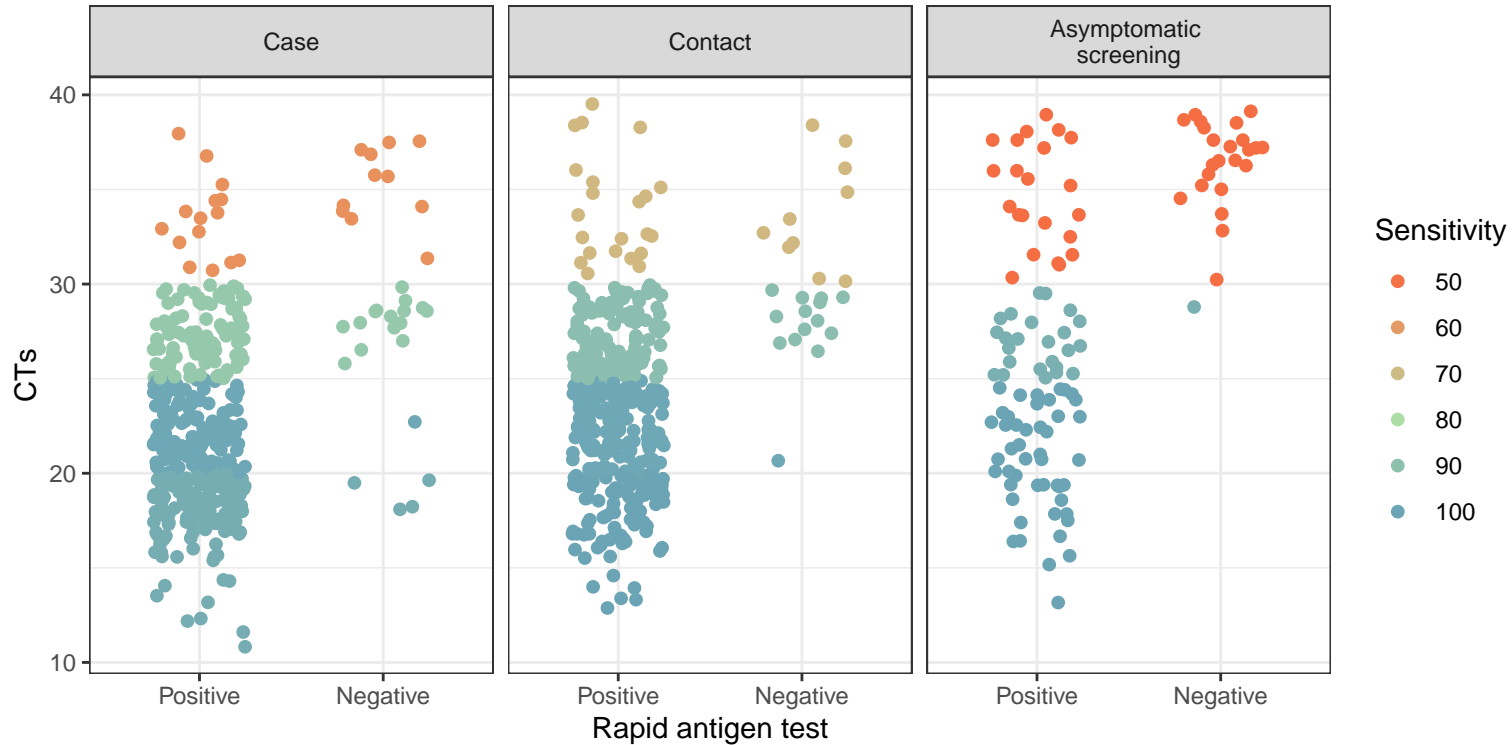 Case
Contact
Asymptomatic
screening
40
30
20
10
CTs
Positive
Negative
Positive
Negative
Positive
Negative
Rapid antigen test
Sensitivity
50
60
70
80
90
100